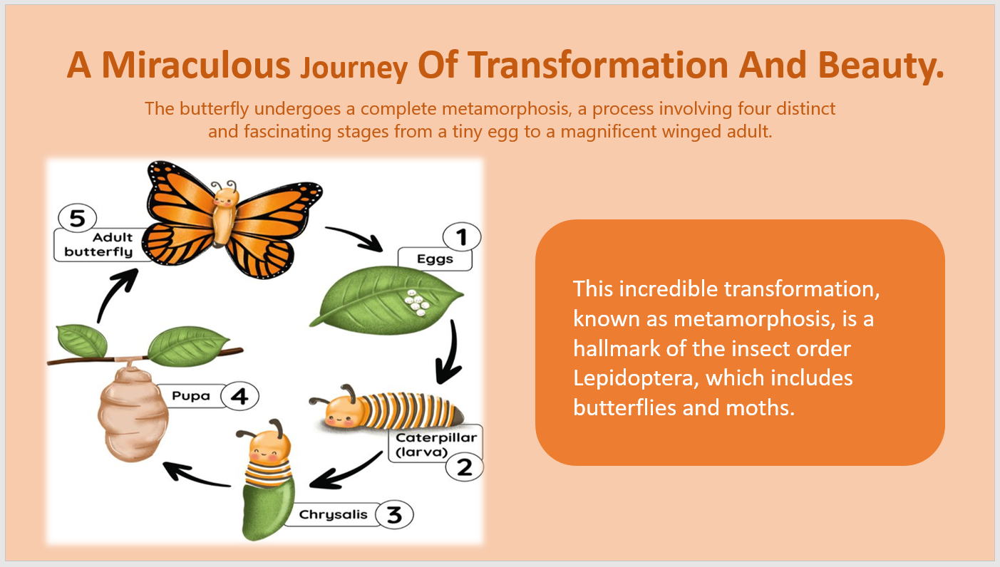 A Miraculous Journey Of Transformation And Beauty.
The butterfly undergoes a complete metamorphosis, a process involving four distinct
and fascinating stages from a tiny egg to a magnificent winged adult.
5
Adult
butterfly
1
Eggs
Caterpillar
(larva)
2
Chrysalis 3
Pupa 4
This incredible transformation,
known as metamorphosis, is a
hallmark of the insect order
Lepidoptera, which includes
butterflies and moths.